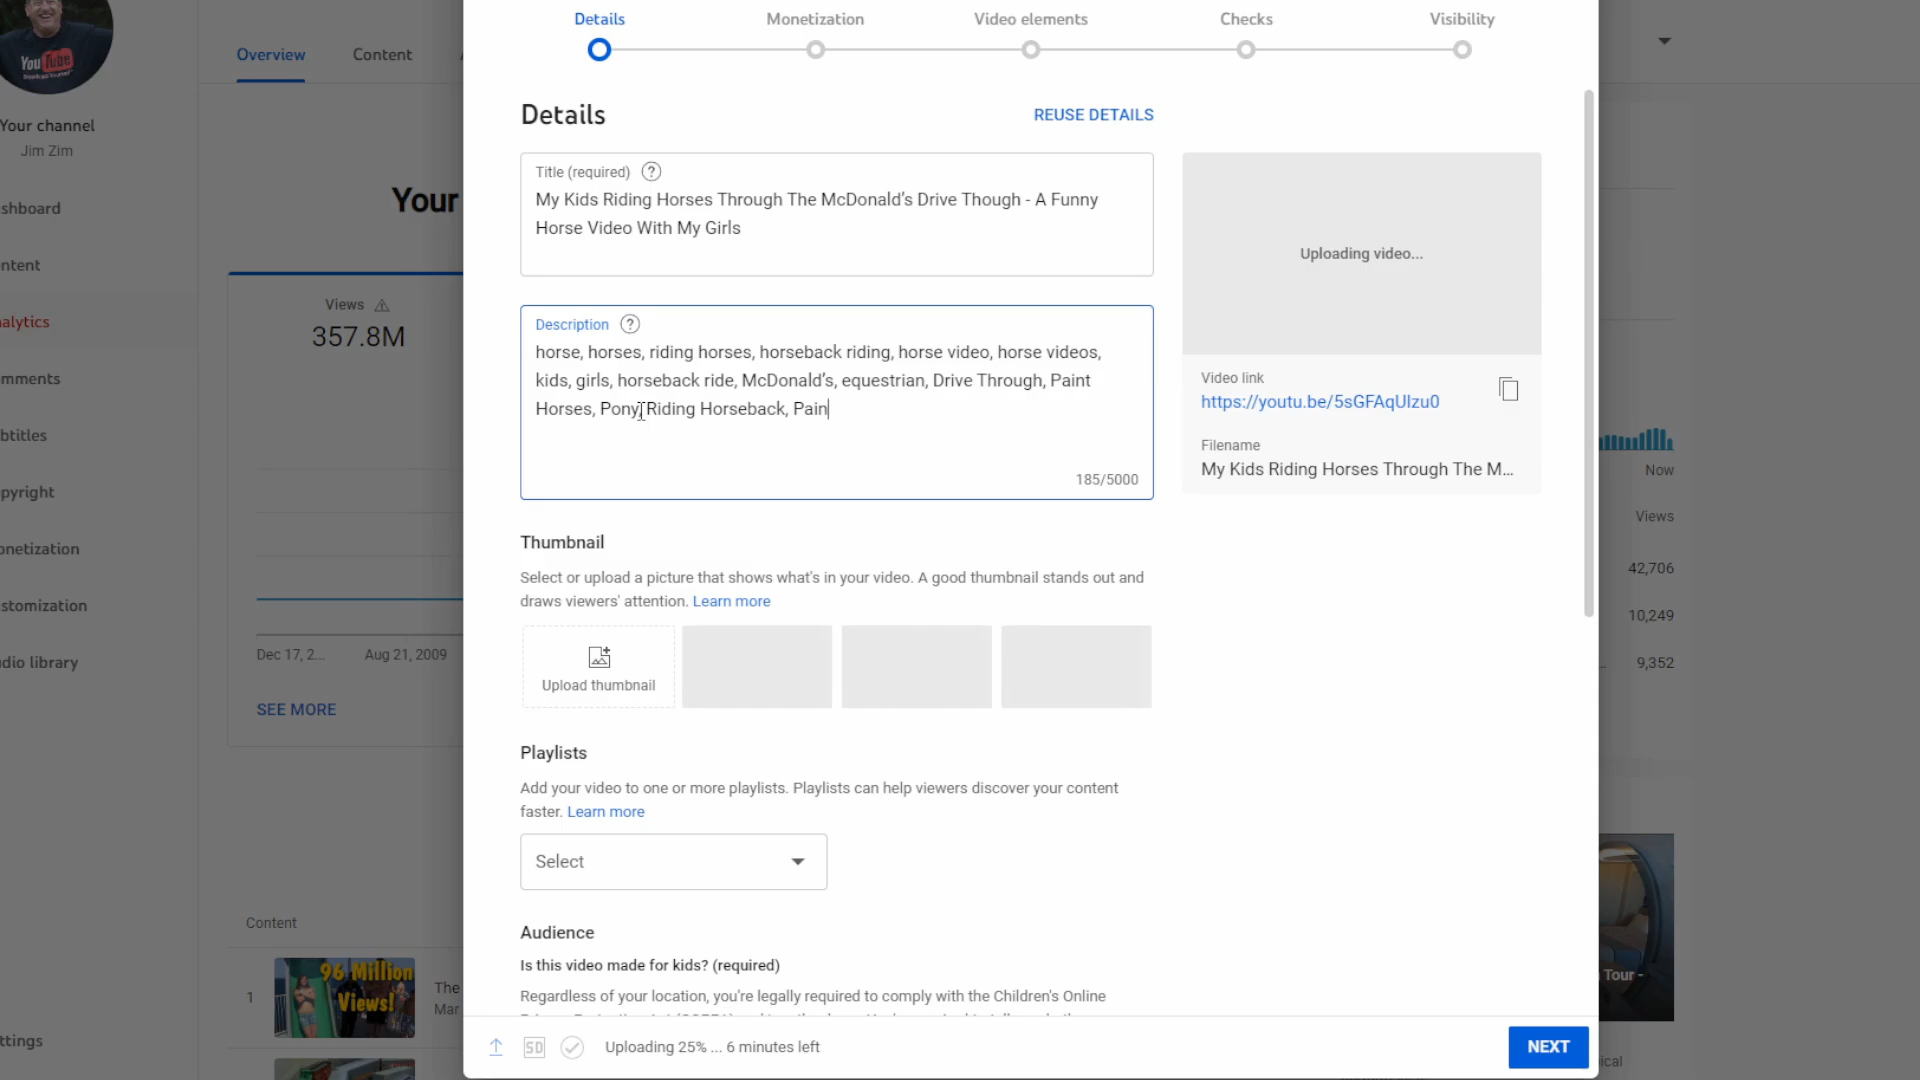 Details
Monetization
Video elements
Checks
Visibility
You Tube
Overview
Content
Your channel
Jim Zim
shboard
ntent
alytics
mments
btitles
pyright
onetization
stomization
dio library
ttings
Your
Views
357.8M
Dec 17, 2...
Aug 21, 2009
SEE MORE
Content
1
96 Million
Views!
The
Mar
Details
REUSE DETAILS
Title (required)
My Kids Riding Horses Through The McDonald’s Drive Though - A Funny
Horse Video With My Girls
Description
horse, horses, riding horses, horseback riding, horse video, horse videos,
kids, girls, horseback ride, McDonald’s, equestrian, Drive Through, Paint
Horses, Pony, Riding Horseback, Pain
185/5000
Uploading video...
Video link
https://youtu.be/5sGFAqUlzu0
Filename
My Kids Riding Horses Through The M...
Thumbnail
Select or upload a picture that shows what's in your video. A good thumbnail stands out and
draws viewers' attention. Learn more
Upload thumbnail
Playlists
Add your video to one or more playlists. Playlists can help viewers discover your content
faster. Learn more
Select
Audience
Is this video made for kids? (required)
Regardless of your location, you're legally required to comply with the Children's Online
SD
Uploading 25% ... 6 minutes left
NEXT
Now
Views
42,706
10,249
... 9,352
Tour -
ical